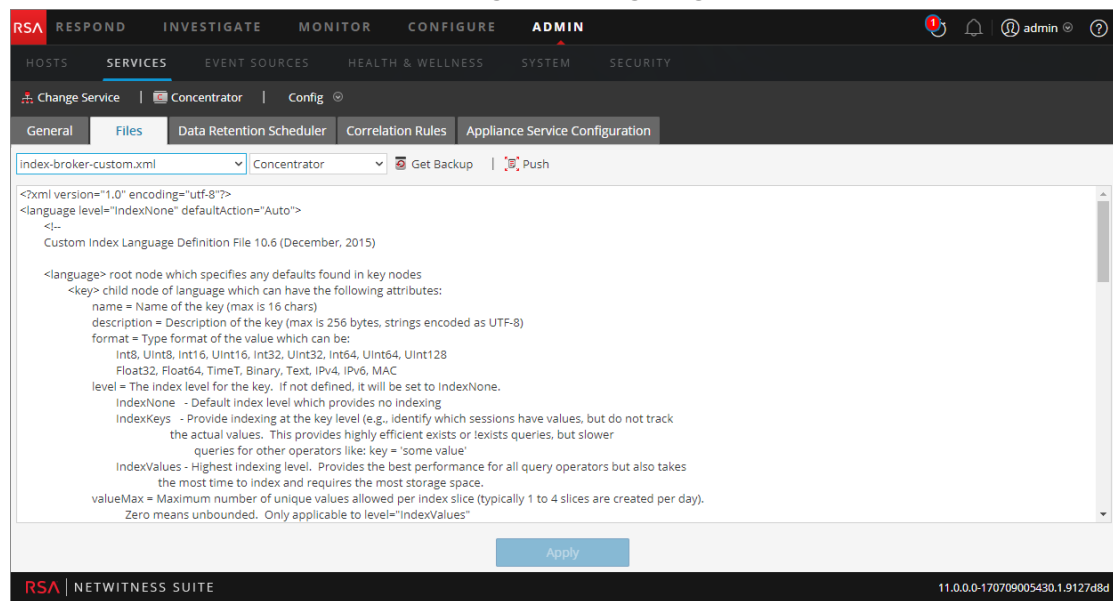 RSA RESPOND INVESTIGATE MONITOR CONFIGURE ADMIN 1 admin ?
HOSTS SERVICES EVENT SOURCES HEALTH & WELLNESS SYSTEM SECURITY
Change Service | Concentrator | Config
General Files Data Retention Scheduler Correlation Rules Appliance Service Configuration
index-broker-custom.xml Concentrator Get Backup | Push
<?xml version="1.0" encoding="utf-8"?>
<language level="IndexNone" defaultAction="Auto">
<!--
Custom Index Language Definition File 10.6 (December, 2015)
<language> root node which specifies any defaults found in key nodes
<key> child node of language which can have the following attributes:
name = Name of the key (max is 16 chars)
description = Description of the key (max is 256 bytes, strings encoded as UTF-8)
format = Type format of the value which can be:
Int8, UInt8, Int16, UInt16, Int32, UInt32, Int64, UInt64, UInt128
Float32, Float64, TimeT, Binary, Text, IPv4, IPv6, MAC
level = The index level for the key. If not defined, it will be set to IndexNone.
IndexNone - Default index level which provides no indexing
IndexKeys - Provide indexing at the key level (e.g., identify which sessions have values, but do not track
the actual values. This provides highly efficient exists or !exists queries, but slower
queries for other operators like: key = 'some value'
IndexValues - Highest indexing level. Provides the best performance for all query operators but also takes
the most time to index and requires the most storage space.
valueMax = Maximum number of unique values allowed per index slice (typically 1 to 4 slices are created per day).
Zero means unbounded. Only applicable to level="IndexValues"
Apply
RSA | NETWITNESS SUITE 11.0.0.0-170709005430.1.9127d8d